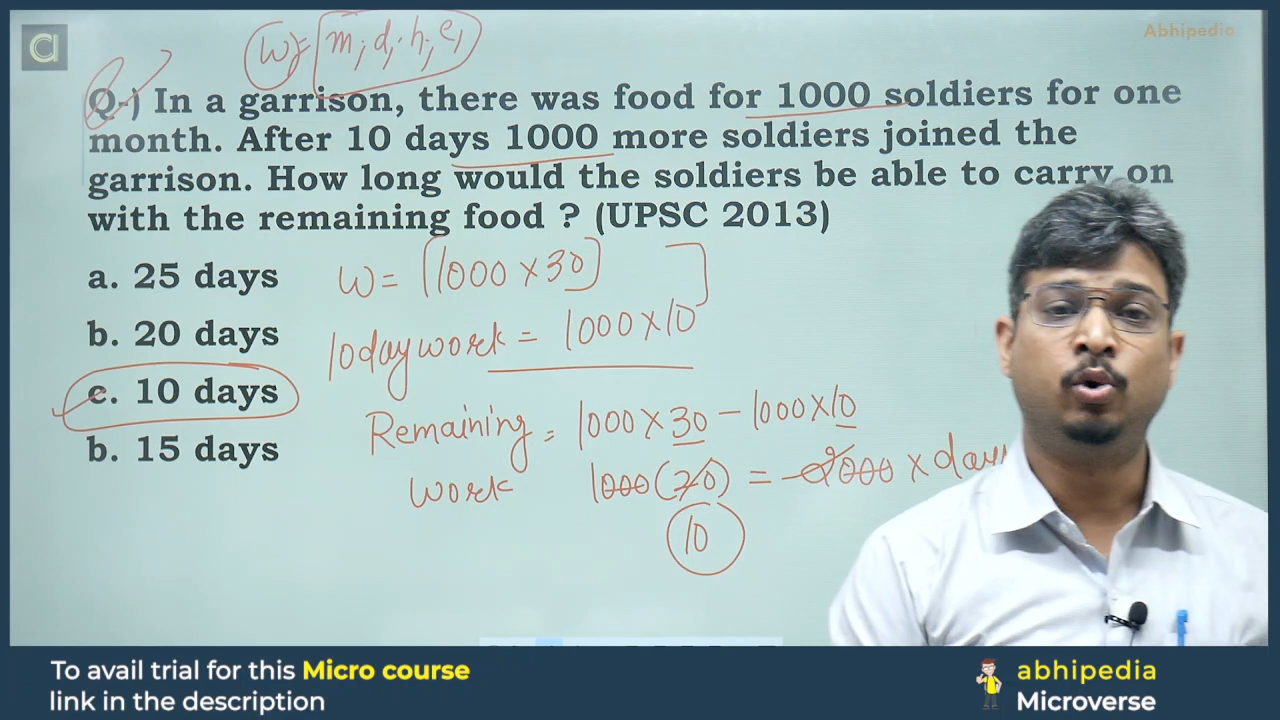 Abhipedia
W = m, d, h, e,
Q-) In a garrison, there was food for 1000 soldiers for one
month. After 10 days 1000 more soldiers joined the
garrison. How long would the soldiers be able to carry on
with the remaining food ? (UPSC 2013)
a. 25 days
b. 20 days
c. 10 days
b. 15 days
W = [1000 × 30]
10 day work = 1000 × 10
Remaining = 1000 × 30 - 1000 × 10
work 1000 (20) = 2000 × days
10
To avail trial for this Micro course
link in the description
abhipedia
Microverse